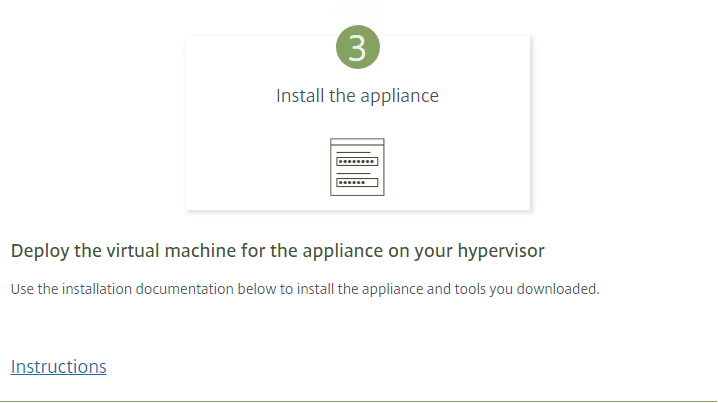 3
Install the appliance
Deploy the virtual machine for the appliance on your hypervisor
Use the installation documentation below to install the appliance and tools you downloaded.
Instructions